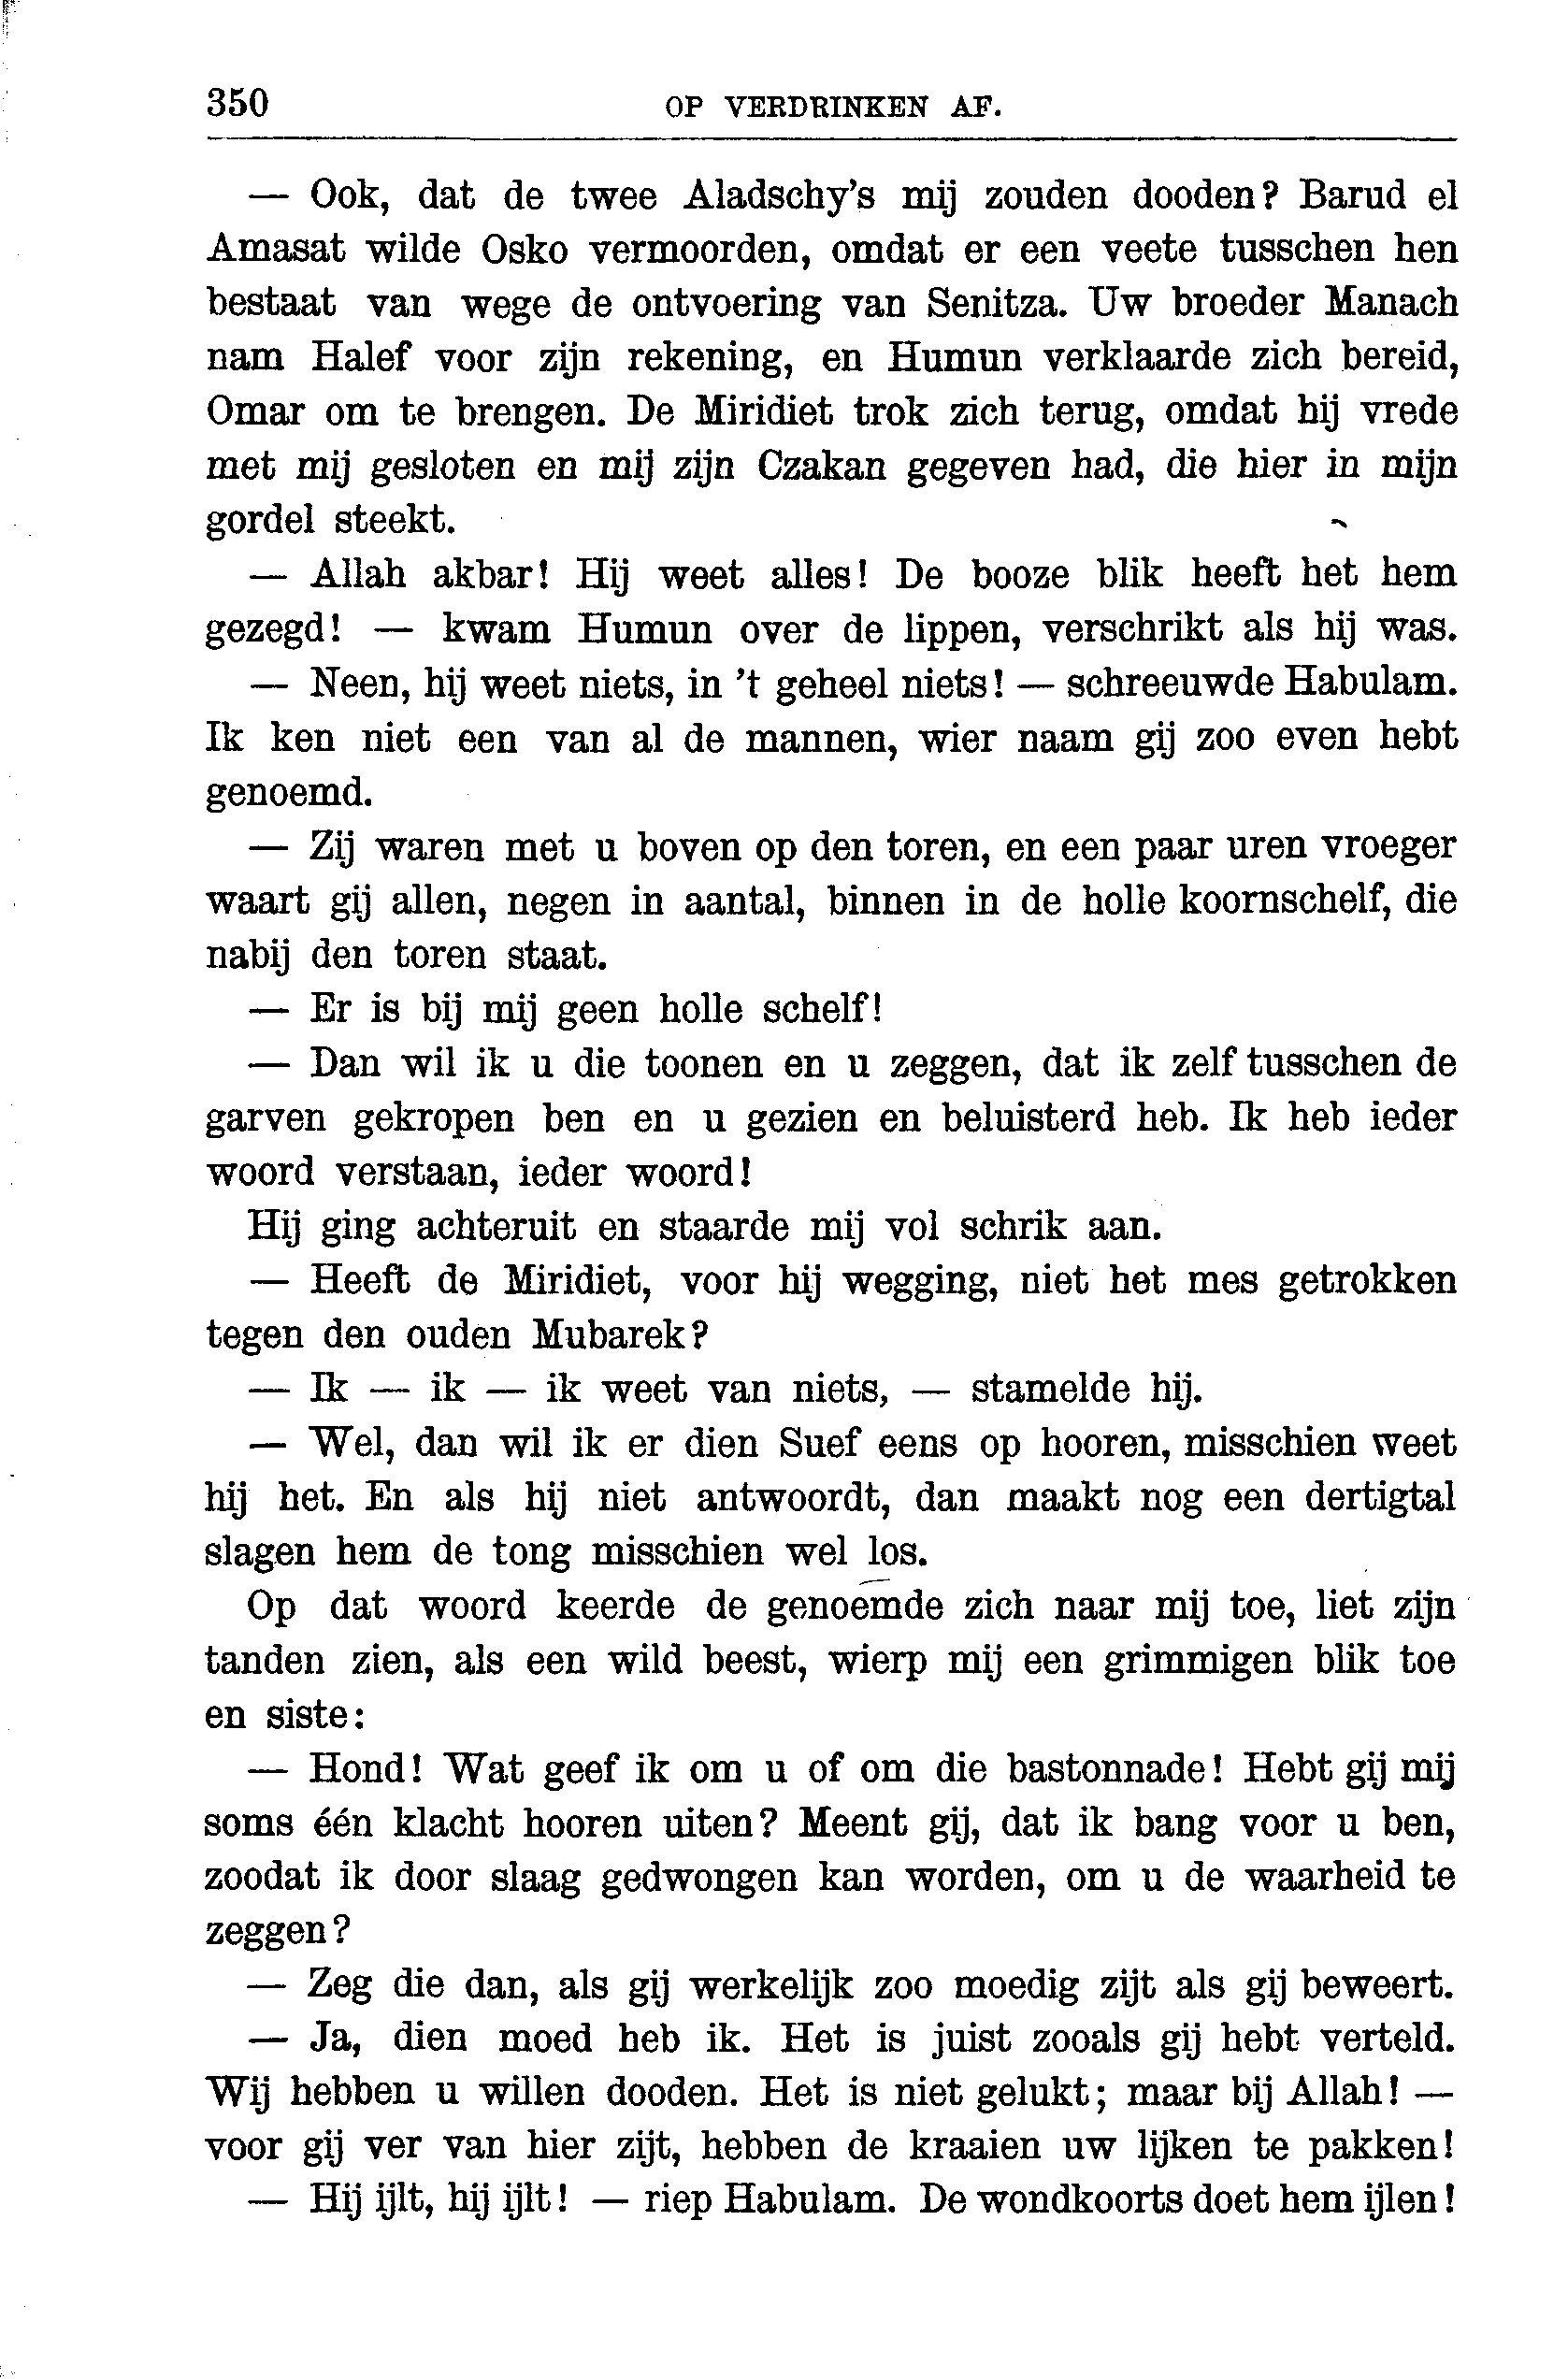 350 OP VERDRINKEN AF.
— Ook, dat de twee Aladschy's mij zouden dooden? Barud el
Amasat wilde Osko vermoorden, omdat er een veete tusschen hen
bestaat van wege de ontvoering van Senitza. Uw broeder Manach
nam Halef voor zijn rekening, en Humun verklaarde zich bereid,
Omar om te brengen. De Miridiet trok zich terug, omdat hij vrede
met mij gesloten en mij zijn Czakan gegeven had, die hier in mijn
gordel steekt.
— Allah akbar! Hij weet alles! De booze blik heeft het hem
gezegd! — kwam Humun over de lippen, verschrikt als hij was.
— Neen, hij weet niets, in 't geheel niets! — schreeuwde Habulam.
Ik ken niet een van al de mannen, wier naam gij zoo even hebt
genoemd.
— Zij waren met u boven op den toren, en een paar uren vroeger
waart gij allen, negen in aantal, binnen in de holle koornschelf, die
nabij den toren staat.
— Er is bij mij geen holle schelf!
— Dan wil ik u die toonen en u zeggen, dat ik zelf tusschen de
garven gekropen ben en u gezien en beluisterd heb. Ik heb ieder
woord verstaan, ieder woord!
Hij ging achteruit en staarde mij vol schrik aan.
— Heeft de Miridiet, voor hij wegging, niet het mes getrokken
tegen den ouden Mubarek?
— Ik — ik — ik weet van niets, — stamelde hij.
— Wel, dan wil ik er dien Suef eens op hooren, misschien weet
hij het. En als hij niet antwoordt, dan maakt nog een dertigtal
slagen hem de tong misschien wel los.
Op dat woord keerde de genoemde zich naar mij toe, liet zijn
tanden zien, als een wild beest, wierp mij een grimmigen blik toe
en siste:
— Hond! Wat geef ik om u of om die bastonnade! Hebt gij mij
soms één klacht hooren uiten? Meent gij, dat ik bang voor u ben,
zoodat ik door slaag gedwongen kan worden, om u de waarheid te
zeggen?
— Zeg die dan, als gij werkelijk zoo moedig zijt als gij beweert.
— Ja, dien moed heb ik. Het is juist zooals gij hebt verteld.
Wij hebben u willen dooden. Het is niet gelukt; maar bij Allah! —
voor gij ver van hier zijt, hebben de kraaien uw lijken te pakken!
— Hij ijlt, hij ijlt! — riep Habulam. De wondkoorts doet hem ijlen!